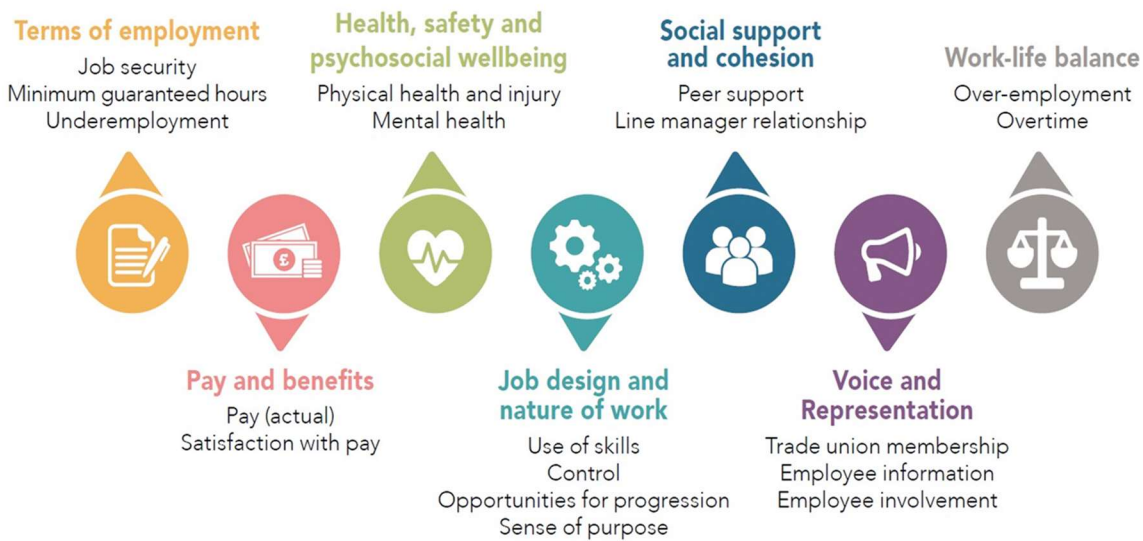 Terms of employment
Job security
Minimum guaranteed hours
Underemployment
Health, safety and
psychosocial wellbeing
Physical health and injury
Mental health
Social support
and cohesion
Peer support
Line manager relationship
Work-life balance
Over-employment
Overtime
£
Pay and benefits
Pay (actual)
Satisfaction with pay
Job design and
nature of work
Use of skills
Control
Opportunities for progression
Sense of purpose
Voice and
Representation
Trade union membership
Employee information
Employee involvement